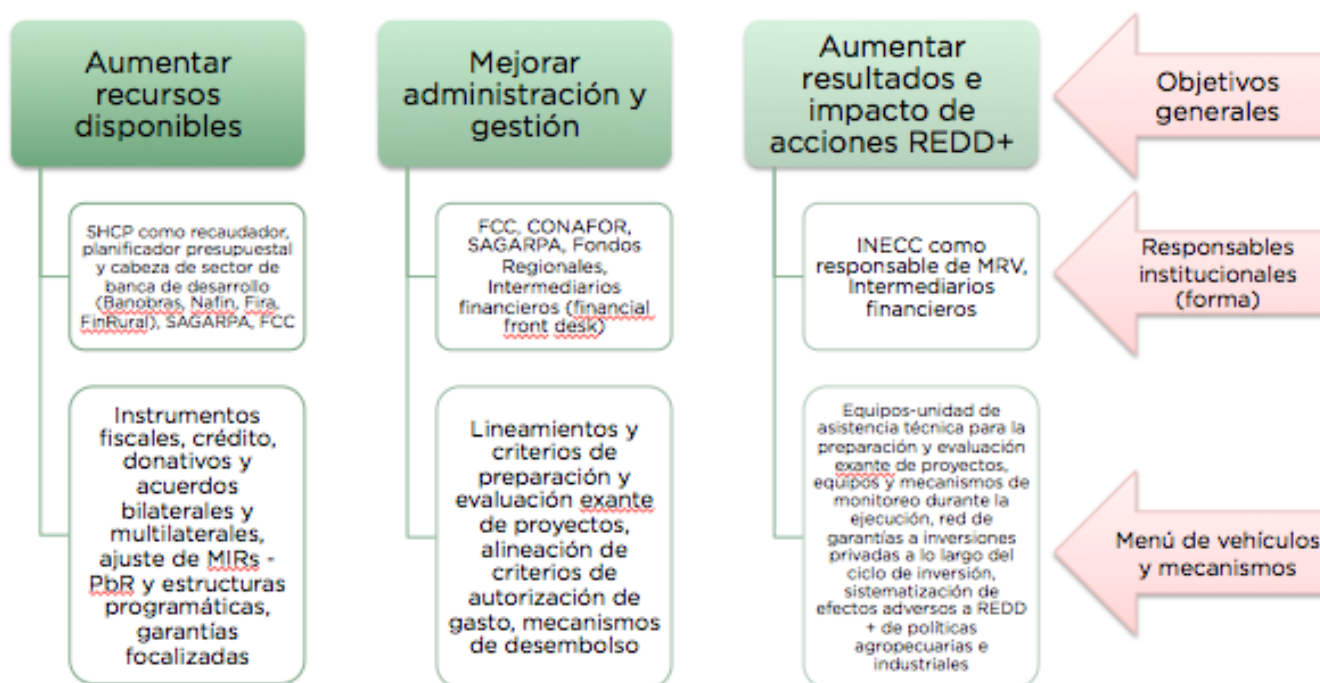 Aumentar
recursos
disponibles
Mejorar
administración y
gestión
Aumentar
resultados e
impacto de
acciones REDD+
Objetivos
generales
SHCP como recaudador,
planificador presupuestal
y cabeza de sector de
banca de desarrollo
(Banobras, Nafin, Fira,
FinRural), SAGARPA, FCC
FCC, CONAFOR,
SAGARPA, Fondos
Regionales,
Intermediarios
financieros (financial
front desk)
INECC como
responsable de MRV,
Intermediarios
financieros
Responsables
institucionales
(forma)
Instrumentos
fiscales, crédito,
donativos y
acuerdos
bilaterales y
multilaterales,
ajuste de MIRs -
PbR y estructuras
programáticas,
garantías
focalizadas
Lineamientos y
criterios de
preparación y
evaluación exante
de proyectos,
alineación de
criterios de
autorización de
gasto, mecanismos
de desembolso
Equipos-unidad de
asistencia técnica para la
preparación y evaluación
exante de proyectos,
equipos y mecanismos de
monitoreo durante la
ejecución, red de
garantías a inversiones
privadas a lo largo del
ciclo de inversión,
sistematización de
efectos adversos a REDD
+ de políticas
agropecuarias e
industriales
Menú de vehículos
y mecanismos